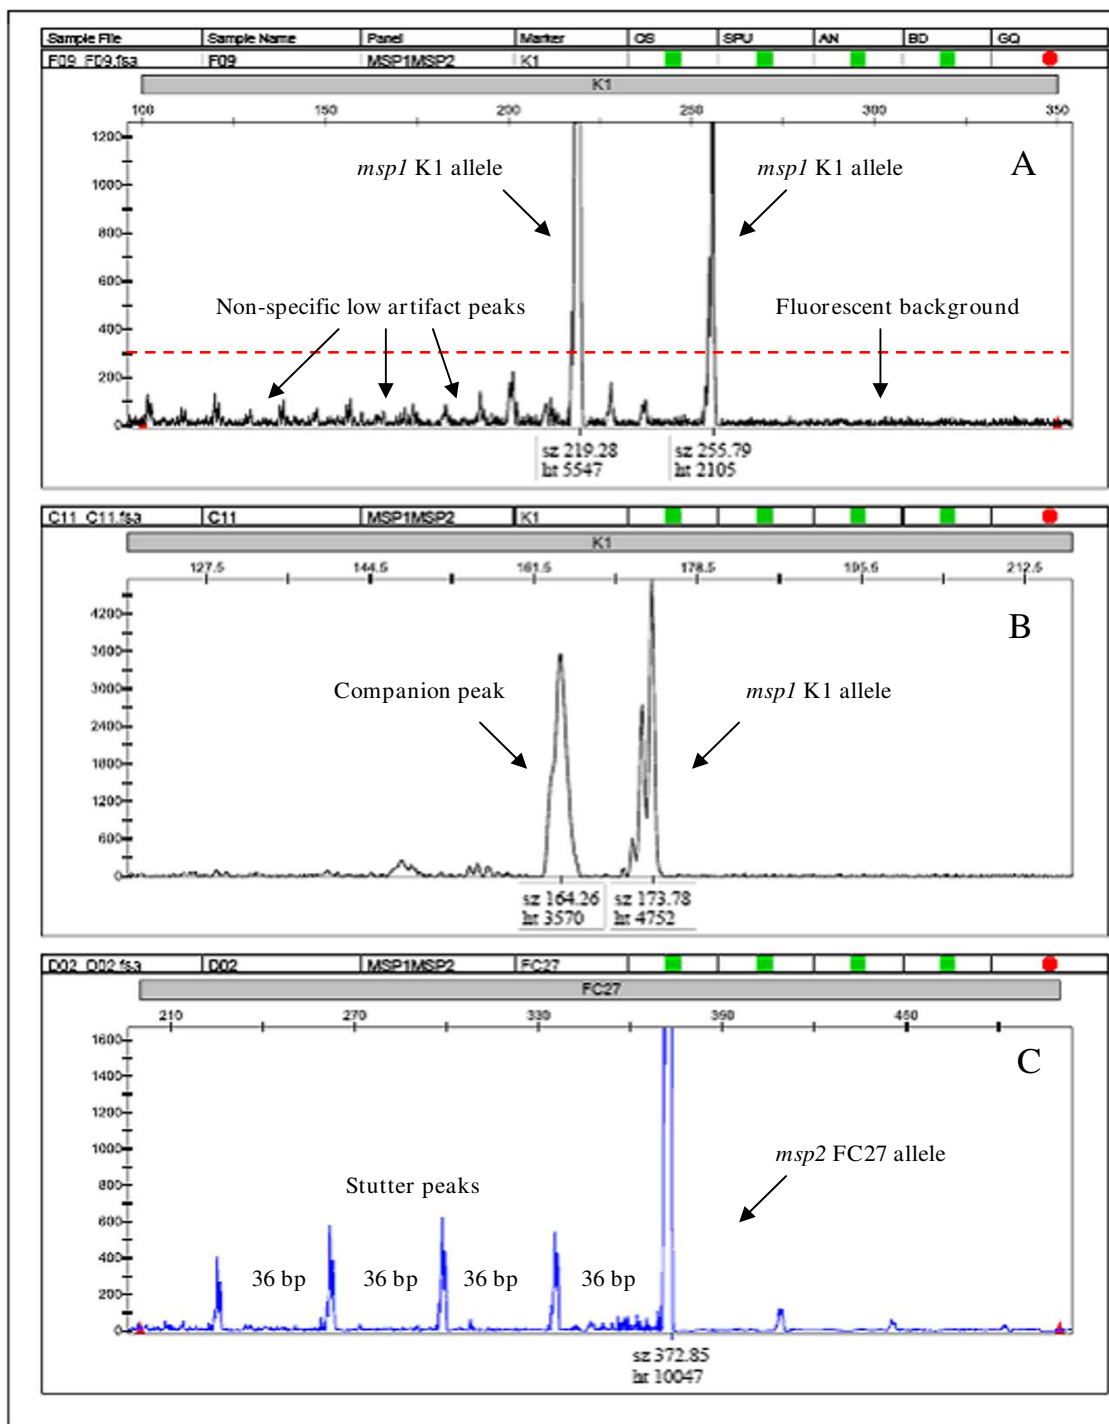 Sample File Sample Name Panel Marker OS SPU AN BD GQ
F09_F09.fsa F09 MSP1MSP2 K1
K1
100 150 200 250 300 350
1200
1000
800
600
400
200
0
msp1 K1 allele
msp1 K1 allele
A
Non-specific low artifact peaks
Fluorescent background
sz 219.28
ht 5547
sz 255.79
ht 2105
C11_C11.fsa C11 MSP1MSP2 K1
K1
127.5 144.5 161.5 178.5 195.5 212.5
4200
3600
3000
2400
1800
1200
600
0
B
Companion peak
msp1 K1 allele
sz 164.26
ht 3570
sz 173.78
ht 4752
D02_D02.fsa D02 MSP1MSP2 FC27
FC27
210 270 330 390 450
1600
1400
1200
1000
800
600
400
200
0
C
msp2 FC27 allele
Stutter peaks
36 bp 36 bp 36 bp 36 bp
sz 372.85
ht 10047